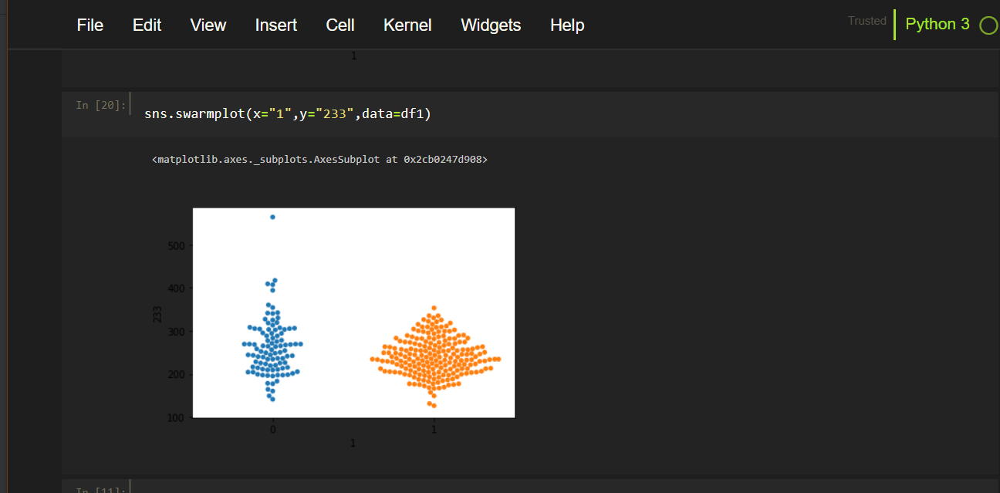 File Edit View Insert Cell Kernel Widgets Help Trusted Python 3
1
In [20]: sns.swarmplot(x="1",y="233",data=df1)
<matplotlib.axes._subplots.AxesSubplot at 0x2cb0247d908>
500
400
233
300
200
100
0 1
1
In [11]: